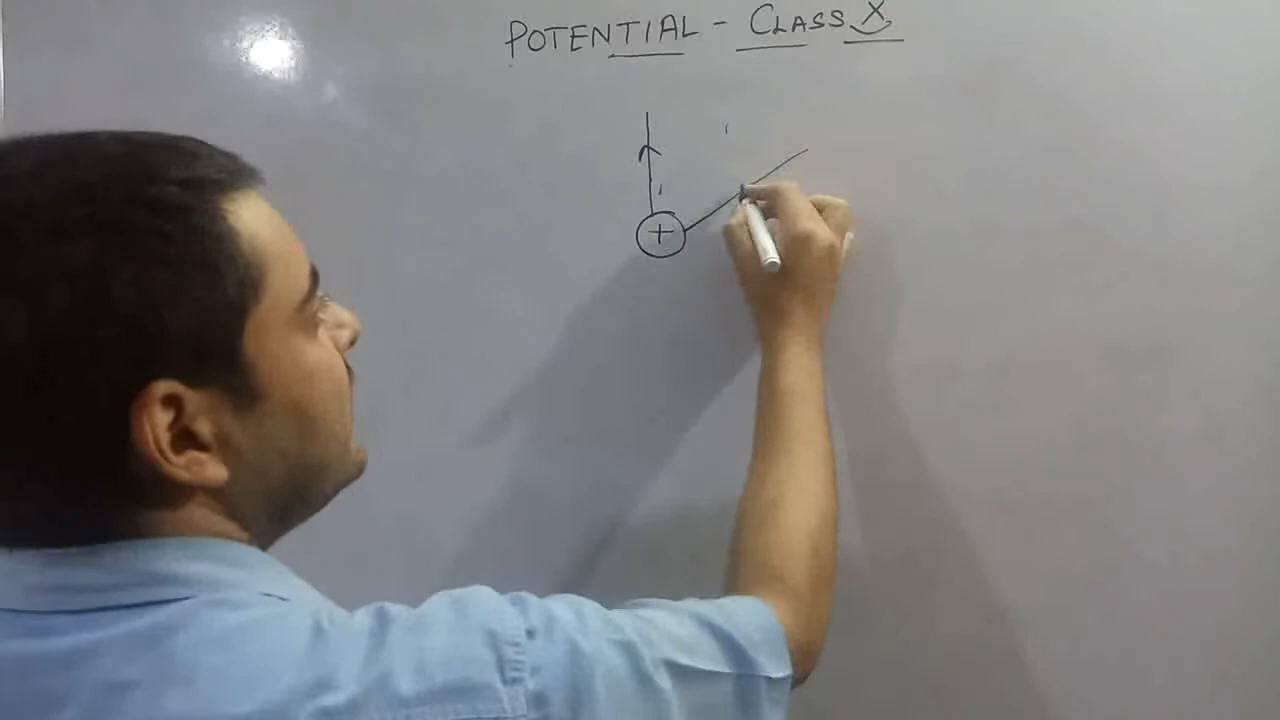 POTENTIAL - CLASS X
+